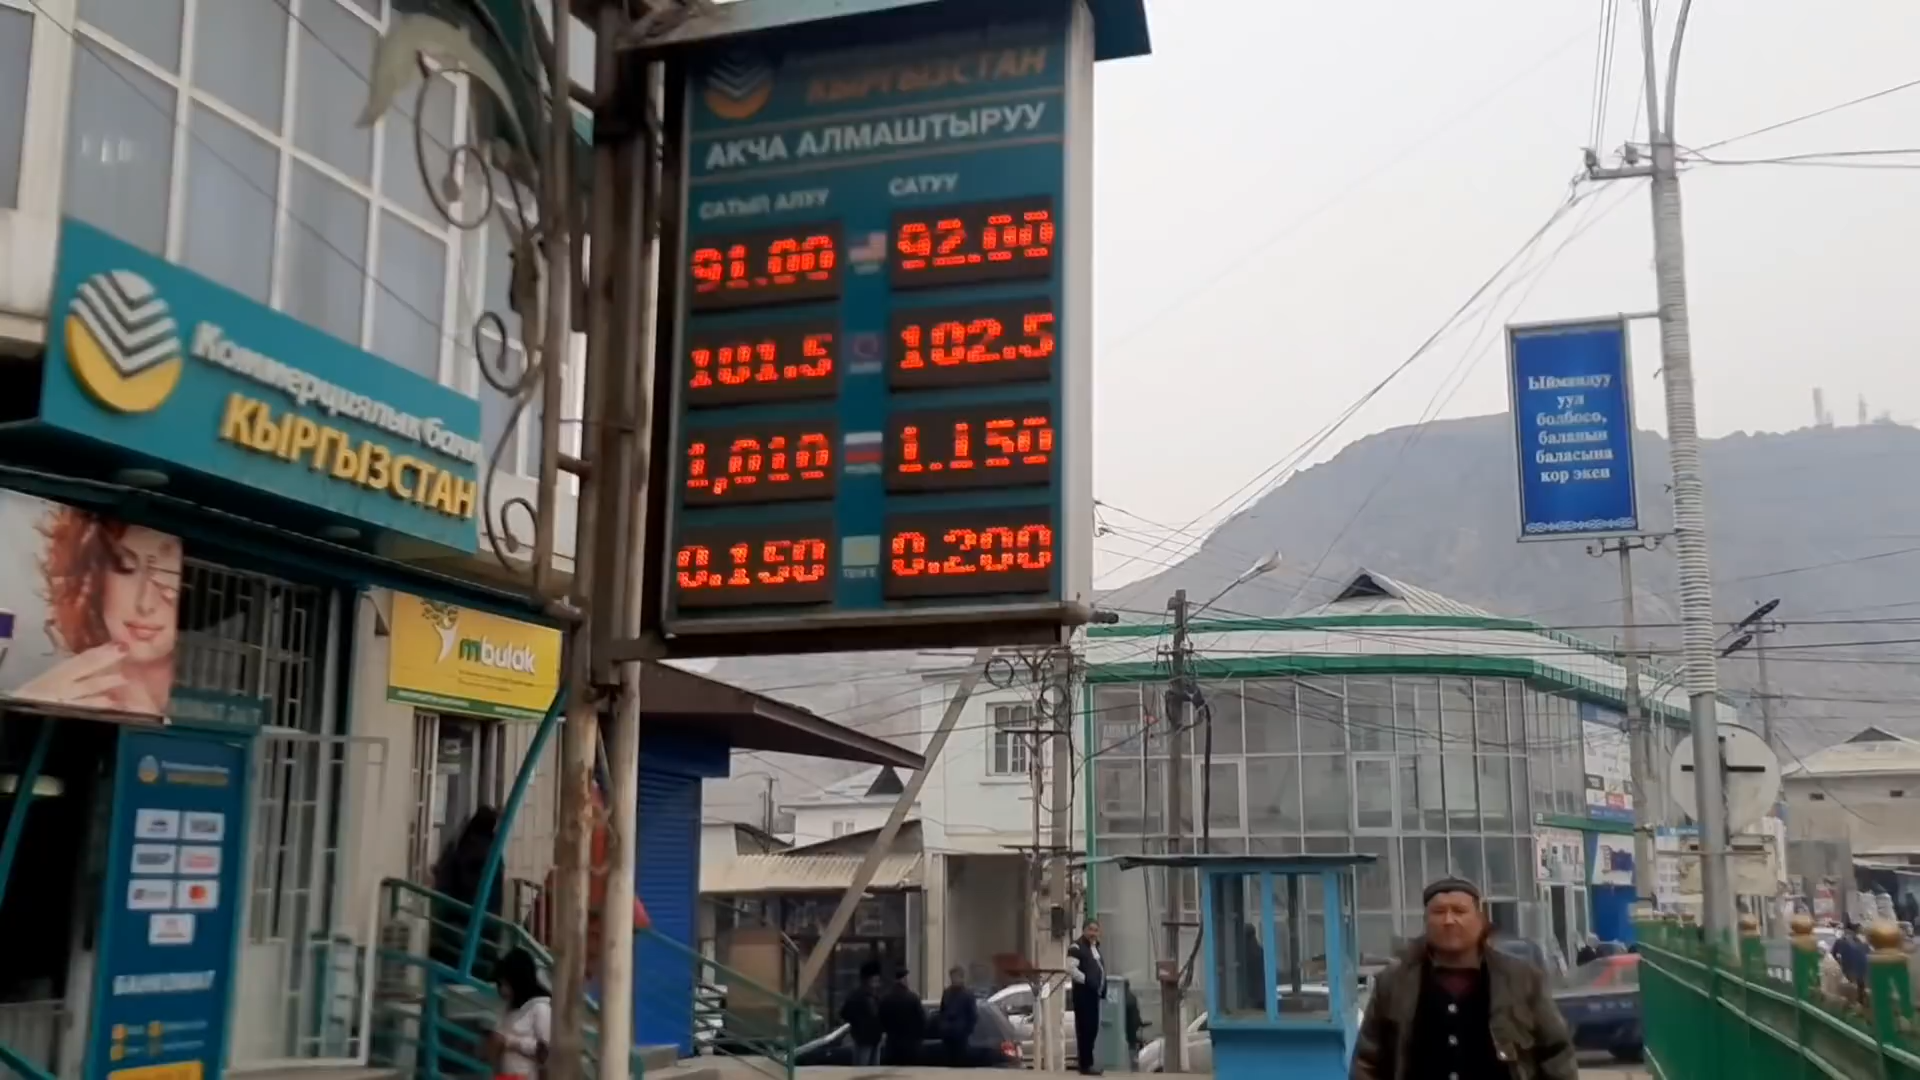 КЫРГЫЗСТАН
АКЧА АЛМАШТЫРУУ
САТЫП АЛУУ САТУУ
91.00 92.00
101.5 102.5
1,010 1.150
0.150 0.200
Коммерциялык банк
КЫРГЫЗСТАН
mbulak
БАНКОМАТ
Ыймандуу
уул
болбосо,
баланын
баласына
кор экен